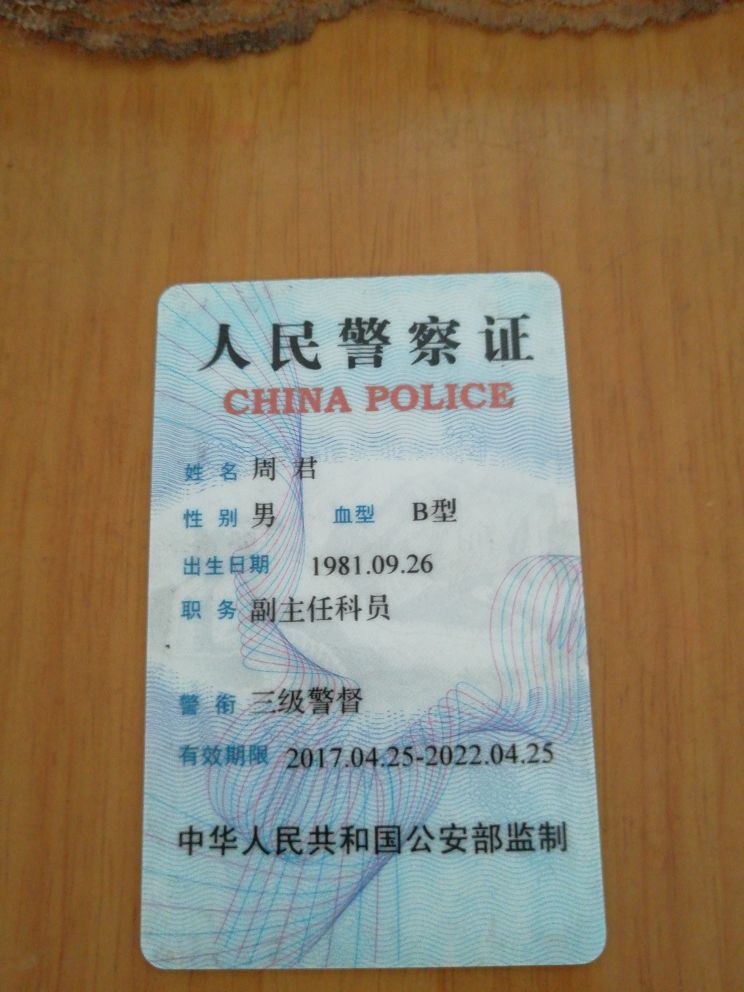 人民警察证
CHINA POLICE
姓名 周君
性别 男 血型 B型
出生日期 1981.09.26
职务 副主任科员
警衔 三级警督
有效期限 2017.04.25-2022.04.25
中华人民共和国公安部监制